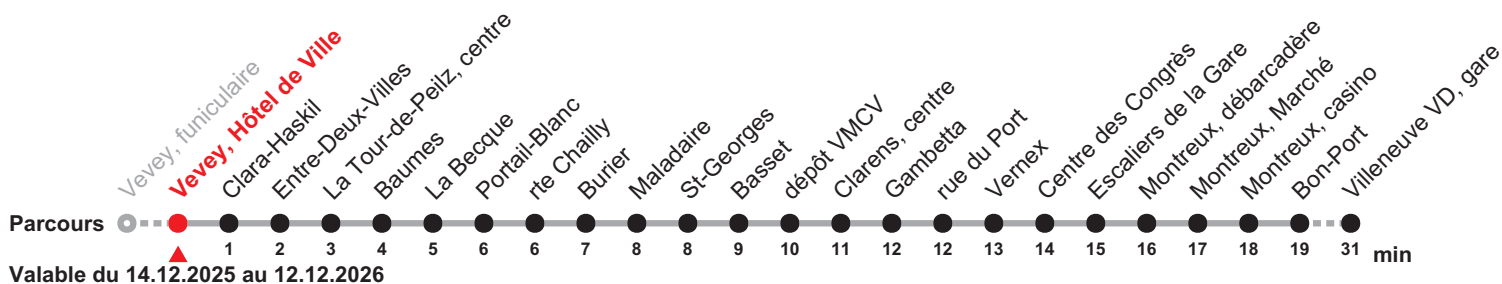 Vevey, funiculaire
Vevey, Hôtel de Ville
Clara-Haskil
Entre-Deux-Villes
La Tour-de-Peilz, centre
Baumes
La Becque
Portail-Blanc
rte Chailly
Burier
Maladaire
St-Georges
Basset
dépôt VMCV
Clarens, centre
Gambetta
rue du Port
Vernex
Centre des Congrès
Escaliers de la Gare
Montreux, débarcadère
Montreux, Marché
Montreux, casino
Bon-Port
Villeneuve VD, gare
Parcours
1 2 3 4 5 6 6 7 8 8 9 10 11 12 12 13 14 15 16 17 18 19 31 min
Valable du 14.12.2025 au 12.12.2026